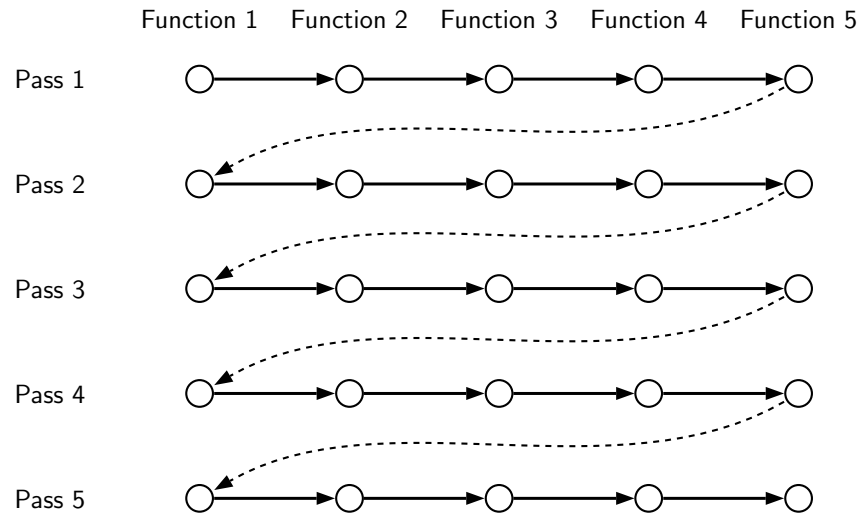 Function 1 Function 2 Function 3 Function 4 Function 5
Pass 1
Pass 2
Pass 3
Pass 4
Pass 5